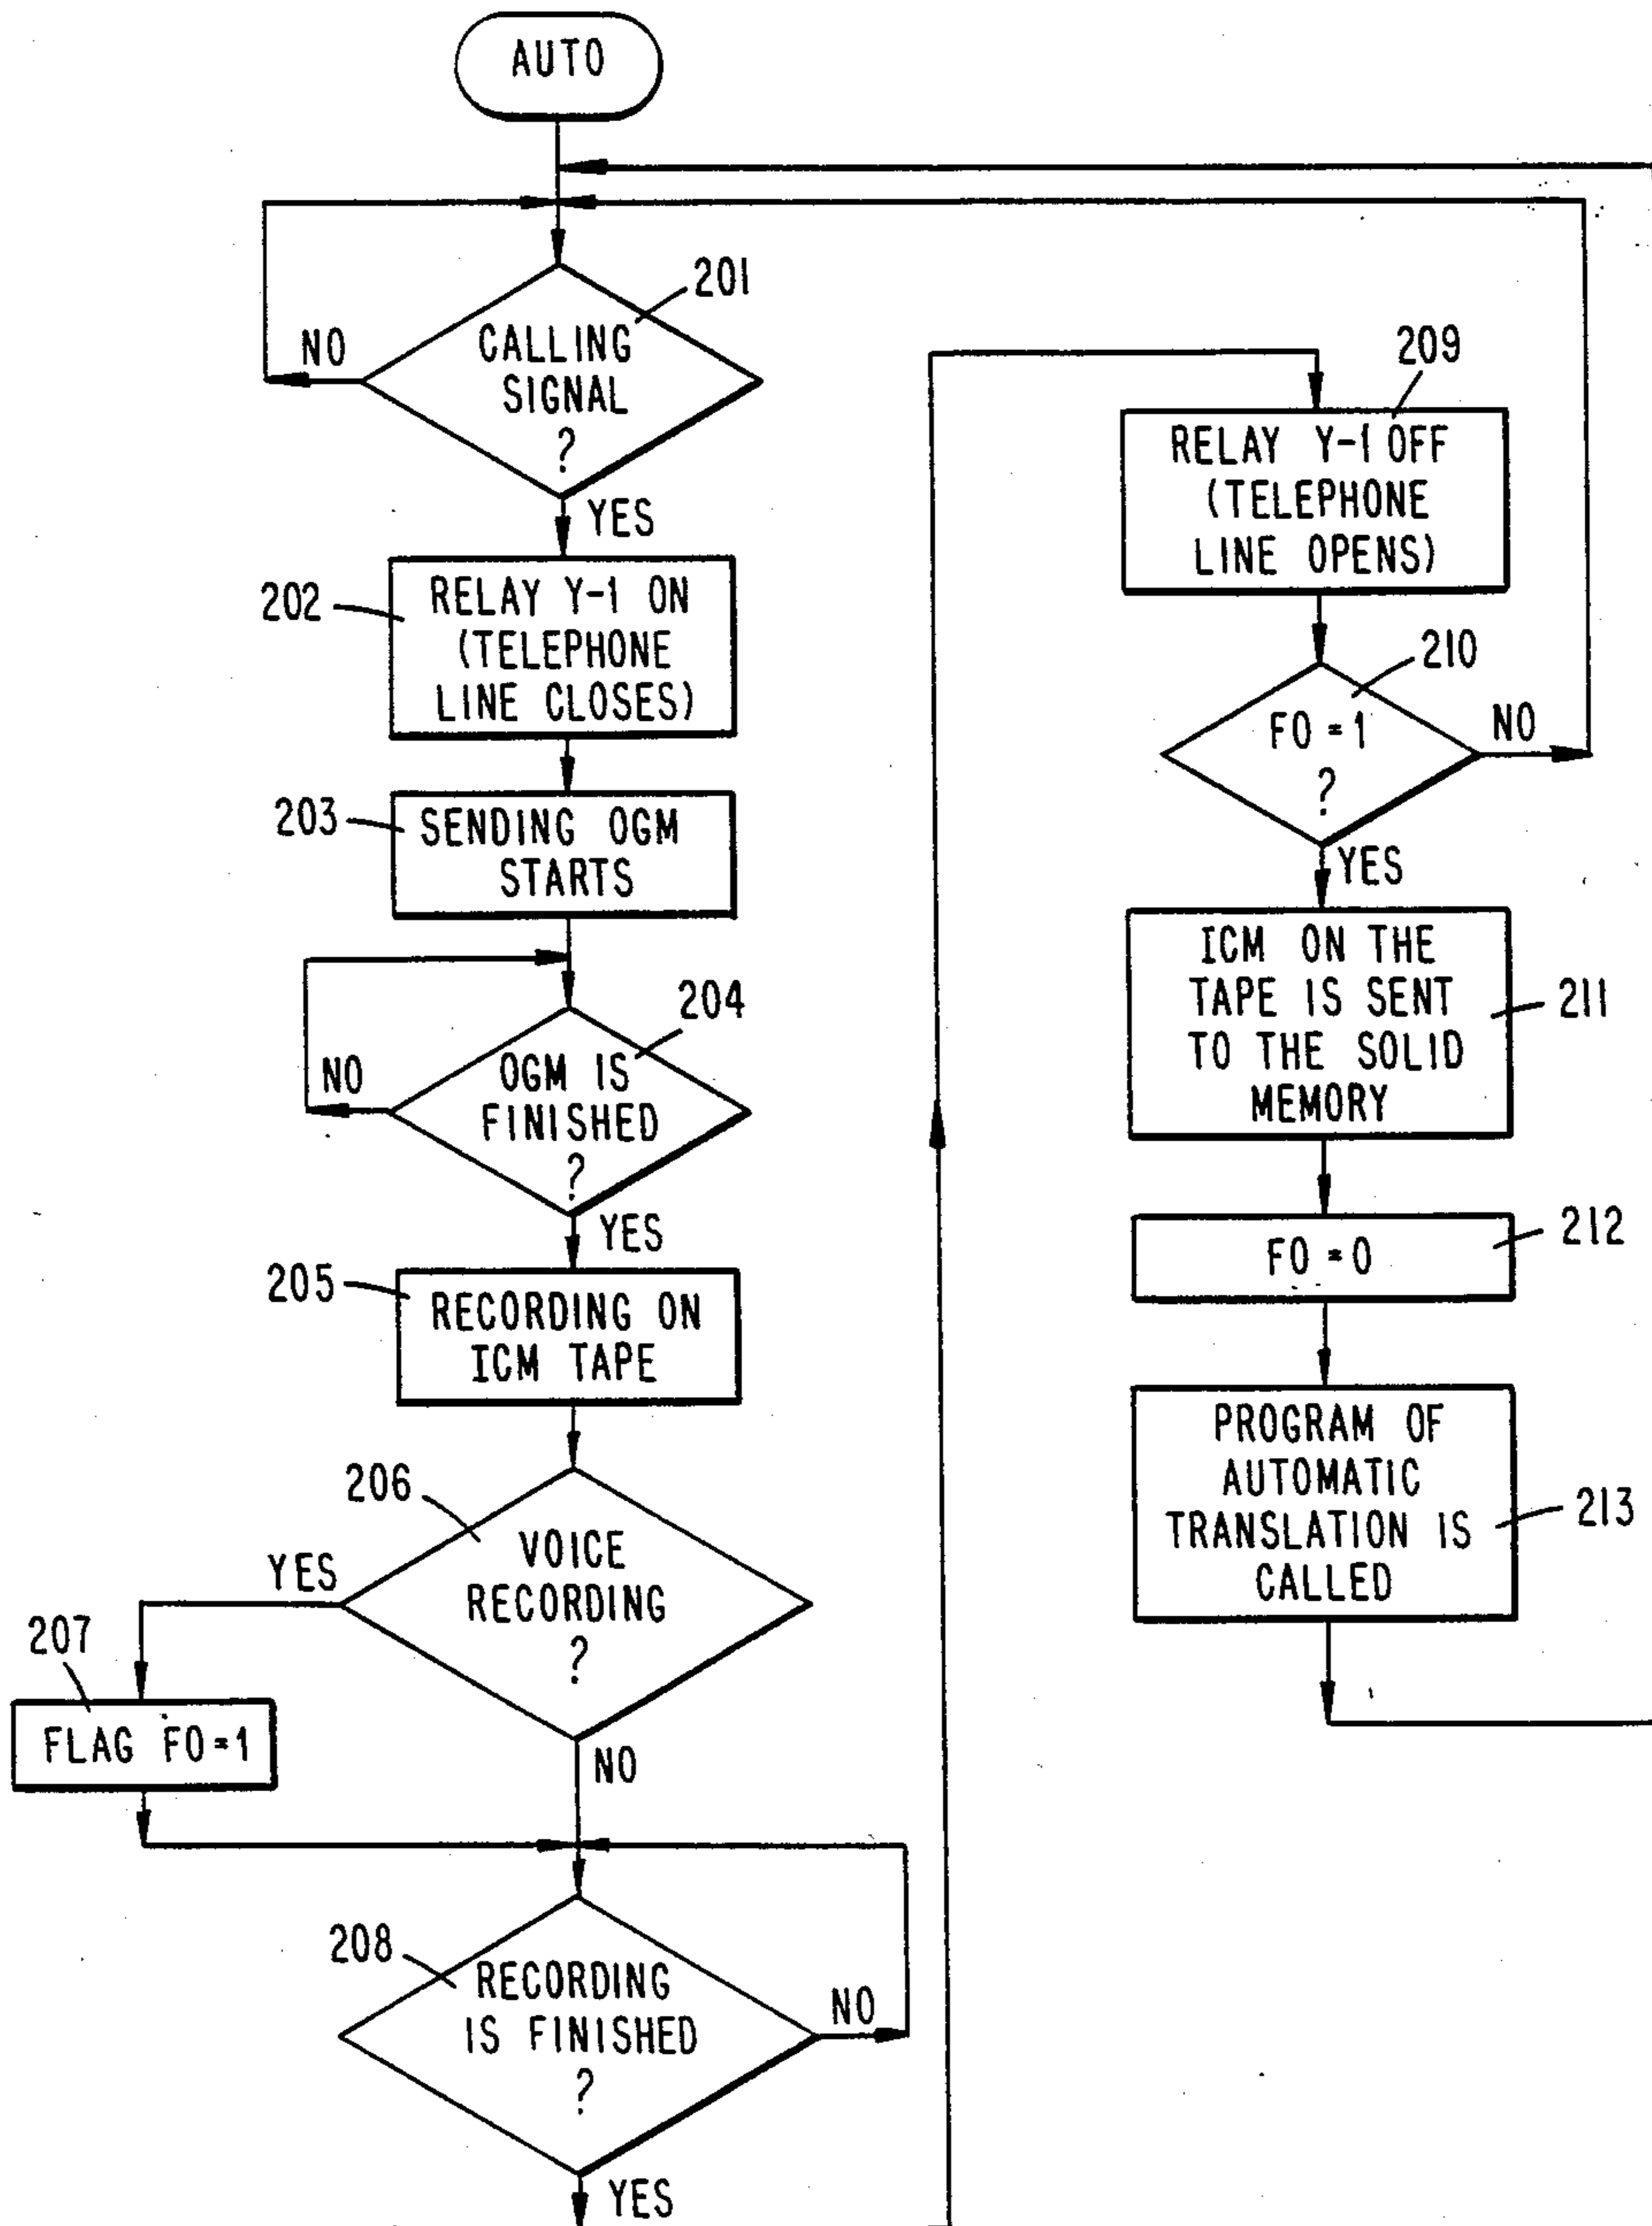 AUTO
201
CALLING
SIGNAL
?
NO
YES
202
RELAY Y-1 ON
(TELEPHONE
LINE CLOSES)
203
SENDING OGM
STARTS
204
OGM IS
FINISHED
?
NO
YES
205
RECORDING ON
ICM TAPE
206
VOICE
RECORDING
?
YES
NO
207
FLAG F0=1
208
RECORDING
IS FINISHED
?
NO
YES
209
RELAY Y-1 OFF
(TELEPHONE
LINE OPENS)
210
F0=1
?
NO
YES
ICM ON THE
TAPE IS SENT
TO THE SOLID
MEMORY
211
F0=0
212
PROGRAM OF
AUTOMATIC
TRANSLATION IS
CALLED
213